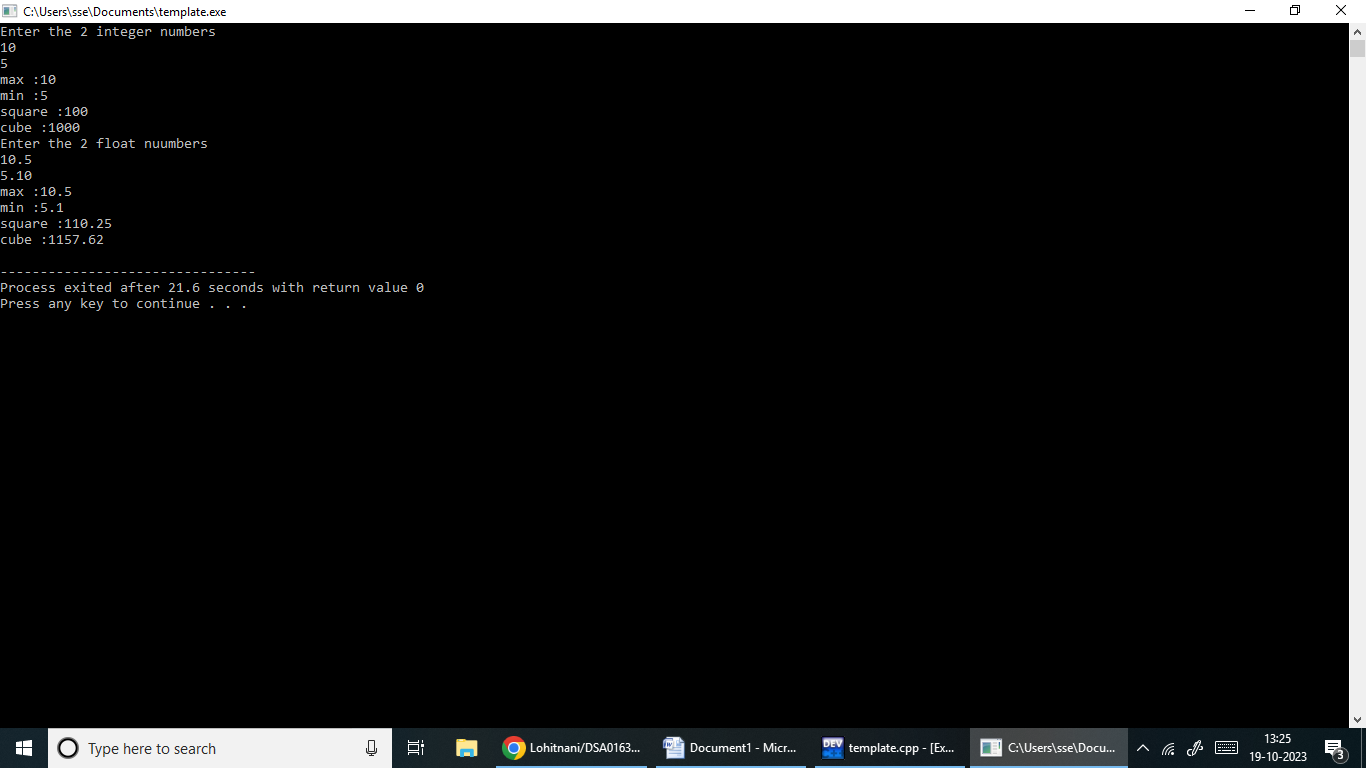 C:\Users\sse\Documents\template.exe
Enter the 2 integer numbers
10
5
max :10
min :5
square :100
cube :1000
Enter the 2 float nuumbers
10.5
5.10
max :10.5
min :5.1
square :110.25
cube :1157.62
--------------------------------
Process exited after 21.6 seconds with return value 0
Press any key to continue . . .
Type here to search
Lohitnani/DSA0163...
Document1 - Micr...
DEV
template.cpp - [Ex...
C:\Users\sse\Docu...
13:25
19-10-2023
3